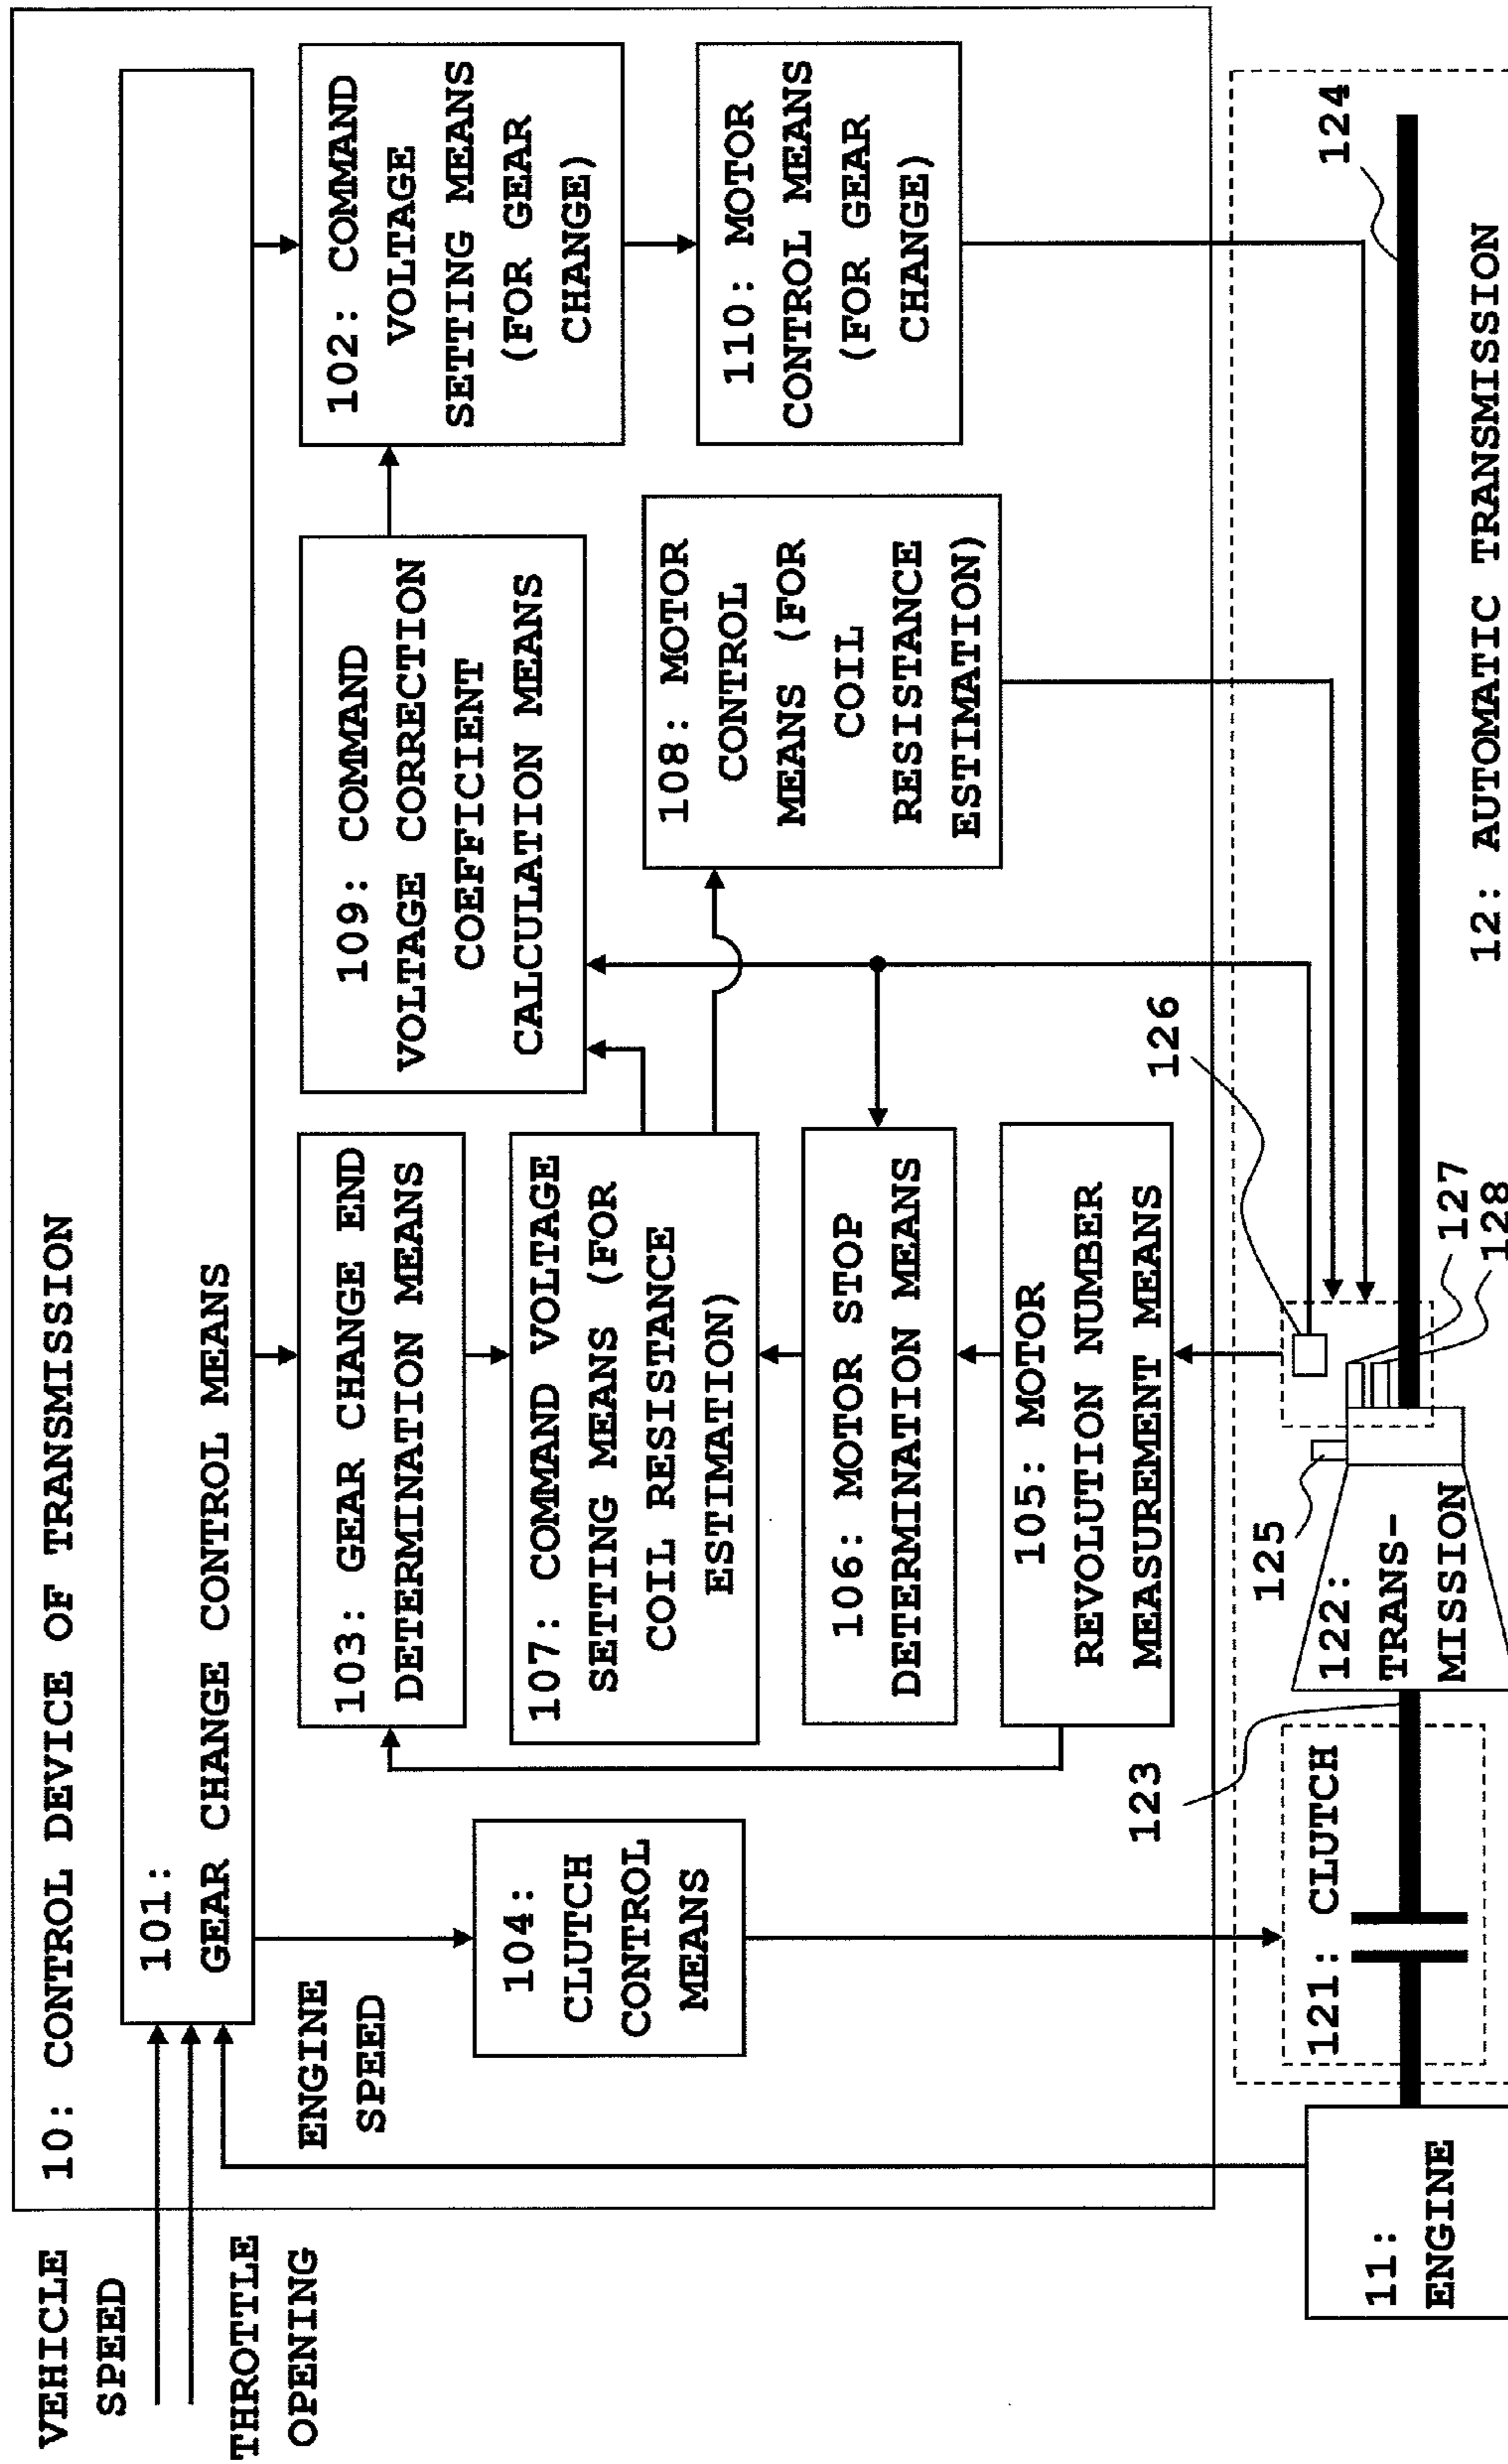 VEHICLE
SPEED
THROTTLE
OPENING
10: CONTROL DEVICE OF TRANSMISSION
101:
GEAR CHANGE CONTROL MEANS
ENGINE
SPEED
104:
CLUTCH
CONTROL
MEANS
103: GEAR CHANGE END
DETERMINATION MEANS
107: COMMAND VOLTAGE
SETTING MEANS (FOR
COIL RESISTANCE
ESTIMATION)
106: MOTOR STOP
DETERMINATION MEANS
105: MOTOR
REVOLUTION NUMBER
MEASUREMENT MEANS
109: COMMAND
VOLTAGE CORRECTION
COEFFICIENT
CALCULATION MEANS
108: MOTOR
CONTROL
MEANS (FOR
COIL
RESISTANCE
ESTIMATION)
102: COMMAND
VOLTAGE
SETTING MEANS
(FOR GEAR
CHANGE)
110: MOTOR
CONTROL MEANS
(FOR GEAR
CHANGE)
11:
ENGINE
121: CLUTCH
123
122:
TRANS-
MISSION
125
126
127
128
124
12: AUTOMATIC TRANSMISSION